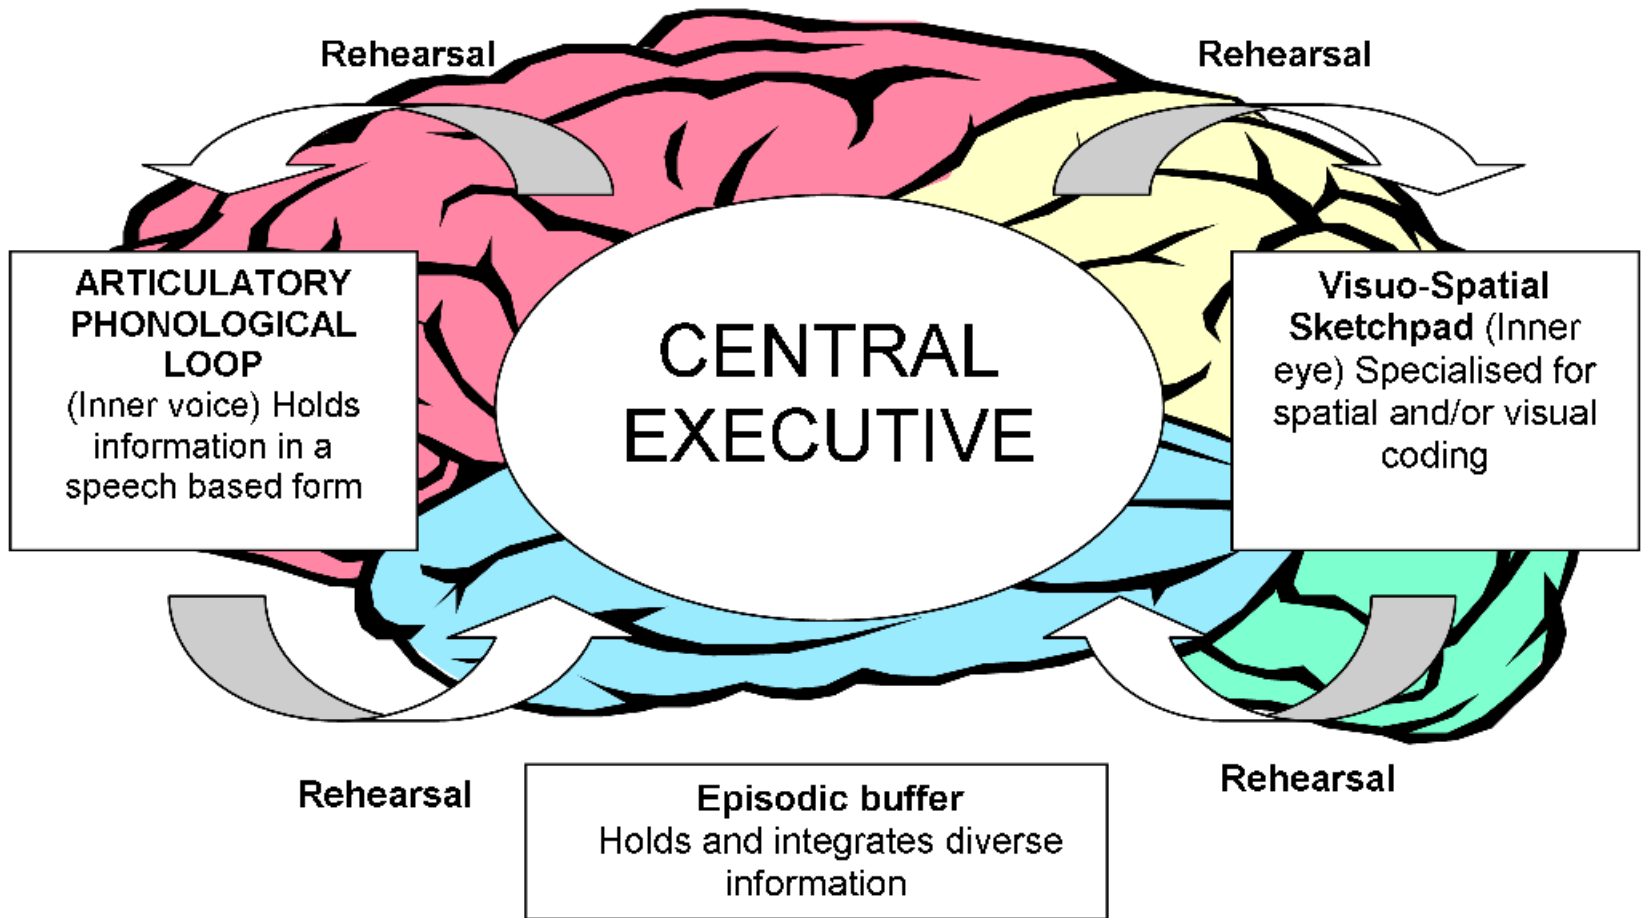 Rehearsal
Rehearsal
ARTICULATORY
PHONOLOGICAL
LOOP
(Inner voice) Holds
information in a
speech based form
CENTRAL
EXECUTIVE
Visuo-Spatial
Sketchpad (Inner
eye) Specialised for
spatial and/or visual
coding
Rehearsal
Episodic buffer
Holds and integrates diverse
information
Rehearsal